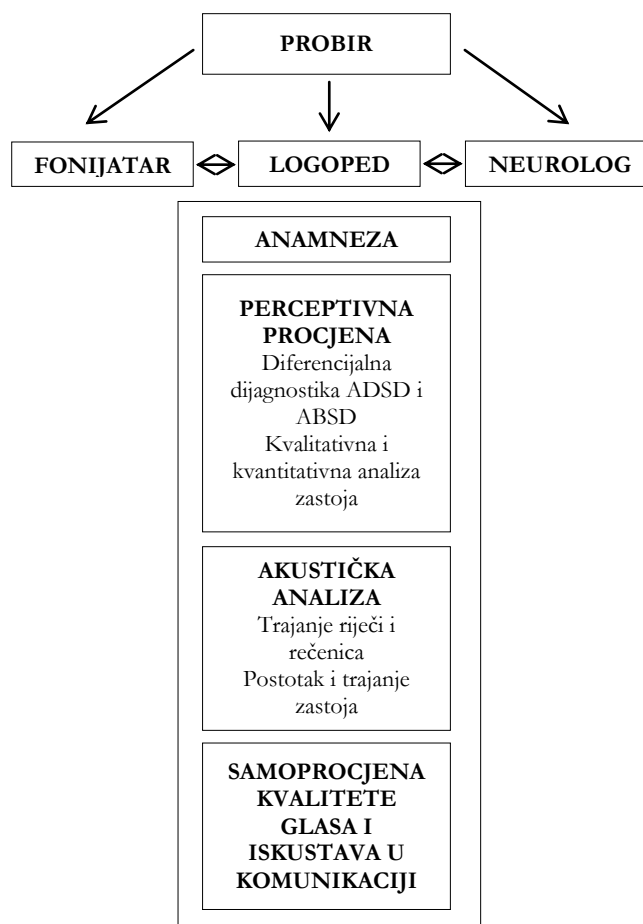 PROBIR
FONIJATAR
LOGOPED
NEUROLOG
ANAMNEZA
PERCEPTIVNA
PROCJENA
Diferencijalna
dijagnostika ADSD i
ABSD
Kvalitativna i
kvantitativna analiza
zastoja
AKUSTIČKA
ANALIZA
Trajanje riječi i
rečenica
Postotak i trajanje
zastoja
SAMOPROCJENA
KVALITETE
GLASA I
ISKUSTAVA U
KOMUNIKACIJI